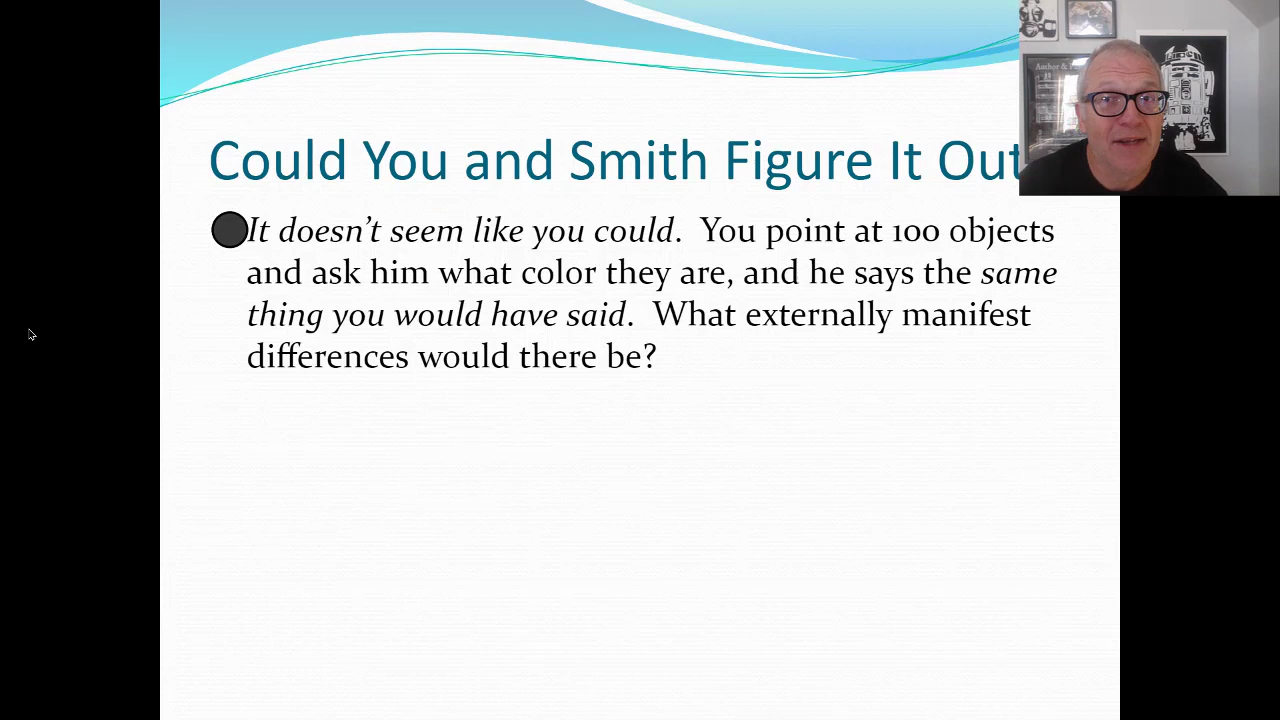 Could You and Smith Figure It Out
It doesn't seem like you could.  You point at 100 objects
and ask him what color they are, and he says the same
thing you would have said.  What externally manifest
differences would there be?
Author &